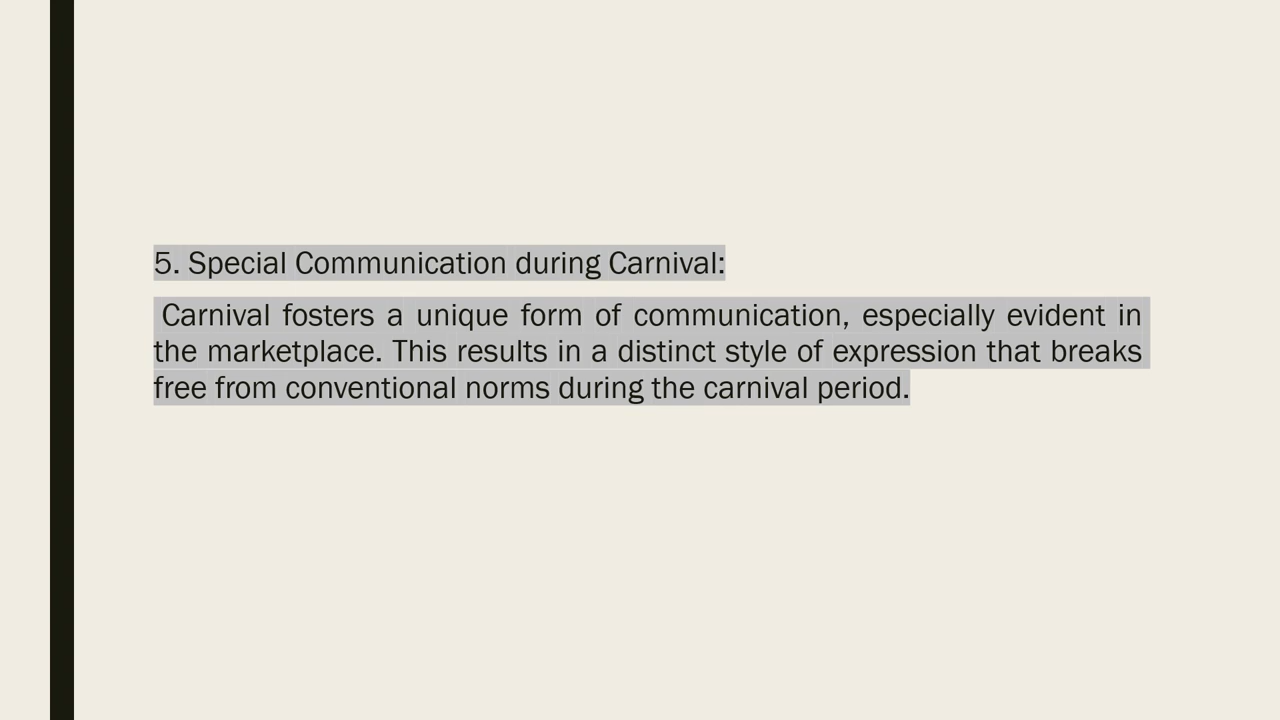 5. Special Communication during Carnival:
Carnival fosters a unique form of communication, especially evident in
the marketplace. This results in a distinct style of expression that breaks
free from conventional norms during the carnival period.